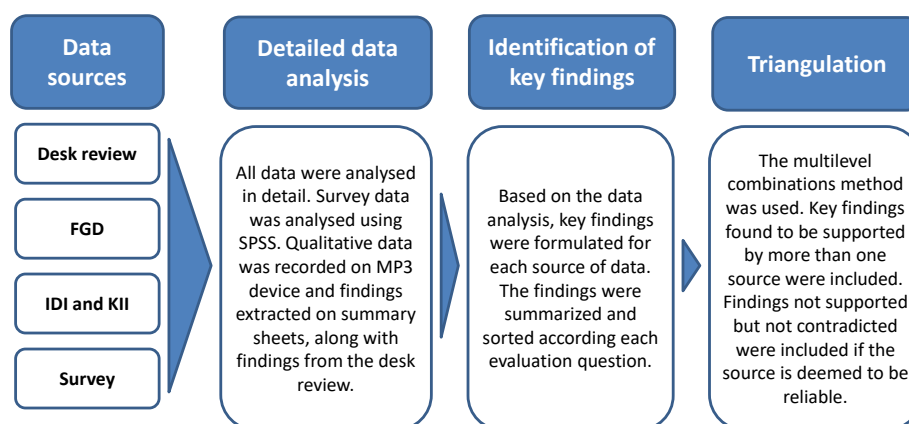 Data
sources
Desk review
FGD
IDI and KII
Survey
Detailed data
analysis
All data were analysed
in detail. Survey data
was analysed using
SPSS. Qualitative data
was recorded on MP3
device and findings
extracted on summary
sheets, along with
findings from the desk
review.
Identification of
key findings
Based on the data
analysis, key findings
were formulated for
each source of data.
The findings were
summarized and
sorted according each
evaluation question.
Triangulation
The multilevel
combinations method
was used. Key findings
found to be supported
by more than one
source were included.
Findings not supported
but not contradicted
were included if the
source is deemed to be
reliable.